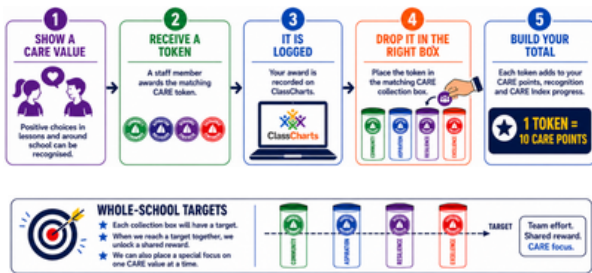 1
SHOW A
CARE VALUE
Positive choices in
lessons and around
school can be
recognised.
2
RECEIVE A
TOKEN
A staff member
awards the matching
CARE token.
3
IT IS
LOGGED
Your award is
recorded on
ClassCharts.
ClassCharts
4
DROP IT IN THE
RIGHT BOX
Place the token in
the matching CARE
collection box.
COMMUNITY
ASPIRATION
RESILIENCE
EXCELLENCE
5
BUILD YOUR
TOTAL
Each token adds to your CARE
points, recognition
and CARE Index progress.
1 TOKEN =
10 CARE POINTS
WHOLE-SCHOOL TARGETS
Each collection box will have a target.
When we reach a target together, we
unlock a shared reward.
We can also place a special focus on
one CARE value at a time.
COMMUNITY
ASPIRATION
RESILIENCE
EXCELLENCE
TARGET
Team effort.
Shared reward.
CARE focus.